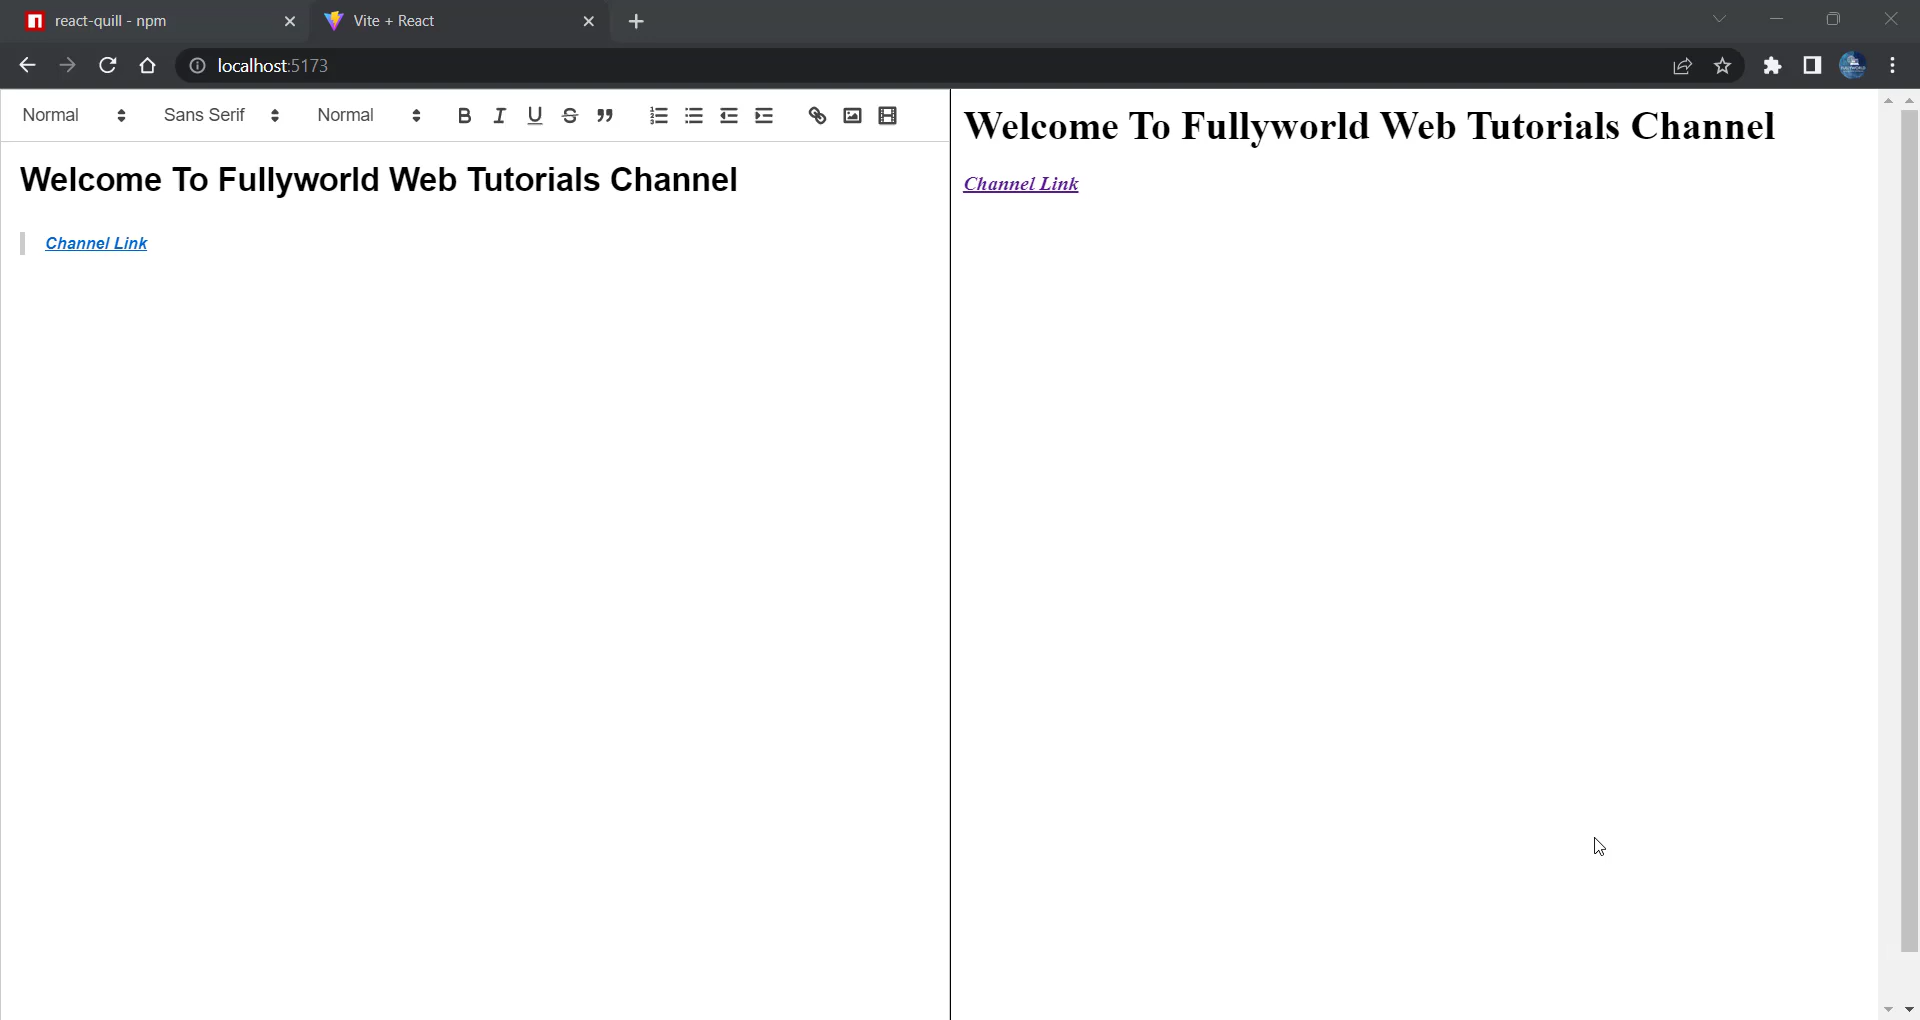 react-quill - npm
Vite + React
localhost:5173
Normal Sans Serif Normal
Welcome To Fullyworld Web Tutorials Channel
Channel Link
Welcome To Fullyworld Web Tutorials Channel
Channel Link